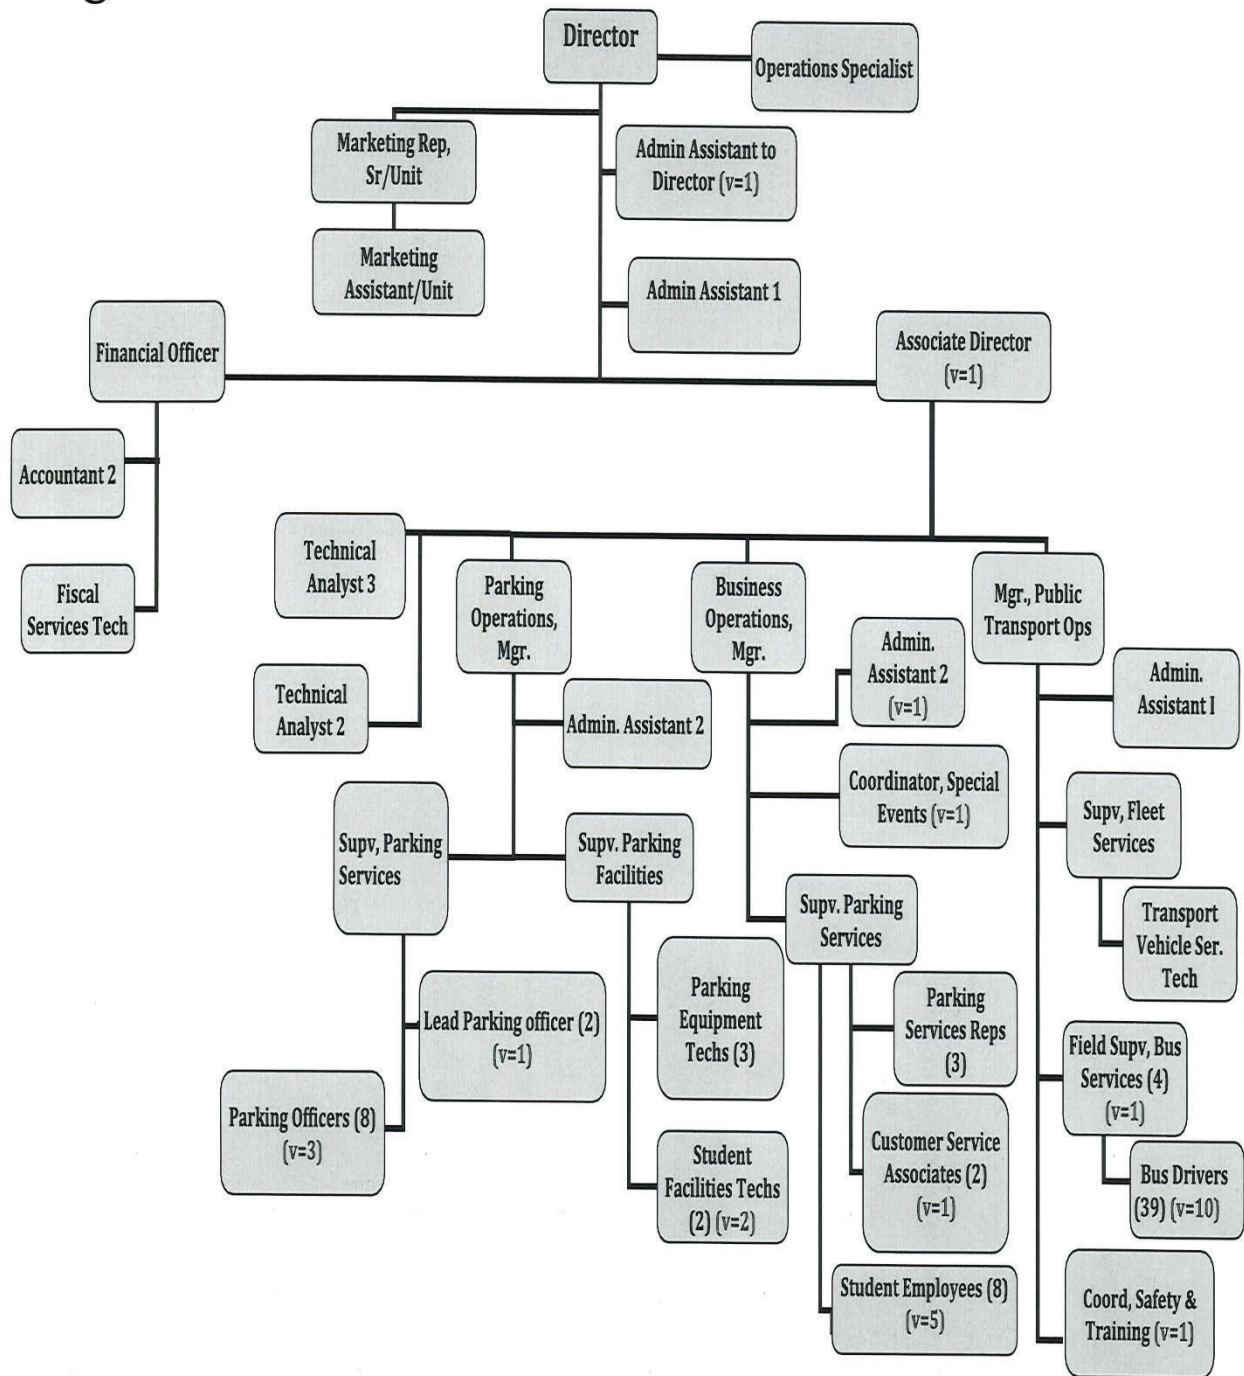 Director
Operations Specialist
Marketing Rep,
Sr/Unit
Admin Assistant to
Director (v=1)
Marketing
Assistant/Unit
Admin Assistant 1
Financial Officer
Associate Director
(v=1)
Accountant 2
Fiscal
Services Tech
Technical
Analyst 3
Parking
Operations,
Mgr.
Business
Operations,
Mgr.
Mgr., Public
Transport Ops
Technical
Analyst 2
Admin. Assistant 2
Admin.
Assistant 2
(v=1)
Admin.
Assistant I
Coordinator, Special
Events (v=1)
Supv, Parking
Services
Supv. Parking
Facilities
Supv, Fleet
Services
Supv. Parking
Services
Transport
Vehicle Ser.
Tech
Lead Parking officer (2)
(v=1)
Parking
Equipment
Techs (3)
Parking
Services Reps
(3)
Field Supv, Bus
Services (4)
(v=1)
Parking Officers (8)
(v=3)
Student
Facilities Techs
(2) (v=2)
Customer Service
Associates (2)
(v=1)
Bus Drivers
(39) (v=10)
Student Employees (8)
(v=5)
Coord, Safety &
Training (v=1)